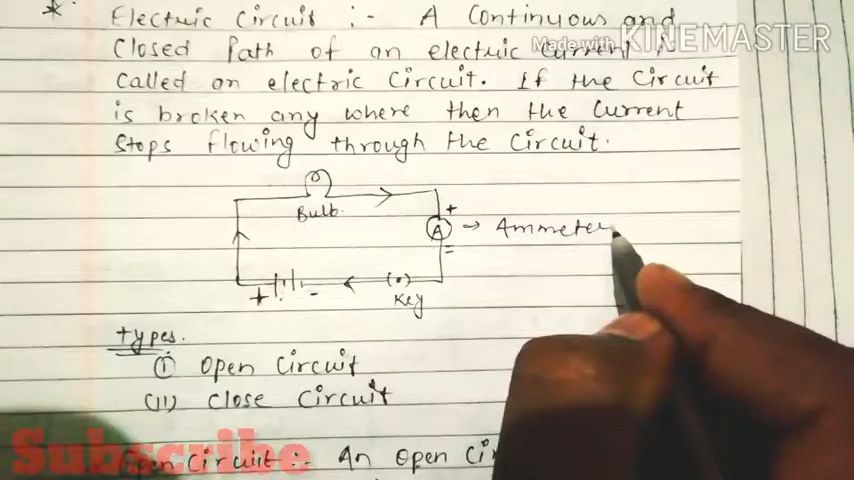 * Electric Circuit :- A Continuous and
Made with KINEMASTER
Closed Path of an electric Current is
Called an electric Circuit. If the Circuit
is broken any where then the Current
Stops flowing through the Circuit.
Bulb.
+
A → Ammeter
=
+ -
(•)
Key
types.
(i) Open Circuit
(ii) Close Circuit
Subscribe
Open Circuit :- An Open Ci